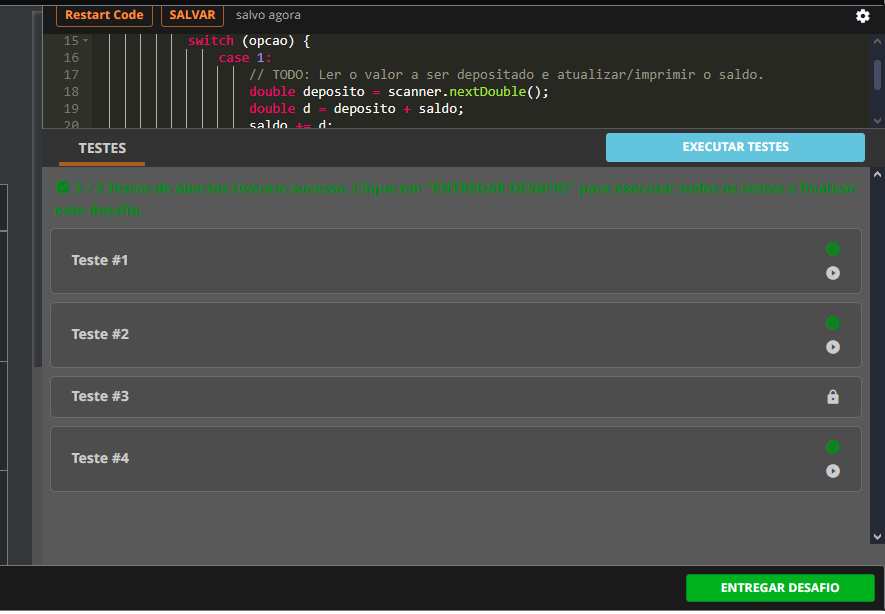 Restart Code SALVAR salvo agora
15 switch (opcao) {
16 case 1:
17 // TODO: Ler o valor a ser depositado e atualizar/imprimir o saldo.
18 double deposito = scanner.nextDouble();
19 double d = deposito + saldo;
20 saldo += d;
TESTES EXECUTAR TESTES
3 / 3 Testes de abertos tiveram sucesso. Clique em "ENTREGAR DESAFIO" para executar todos os testes e finalizar
esse desafio.
Teste #1
Teste #2
Teste #3
Teste #4
ENTREGAR DESAFIO